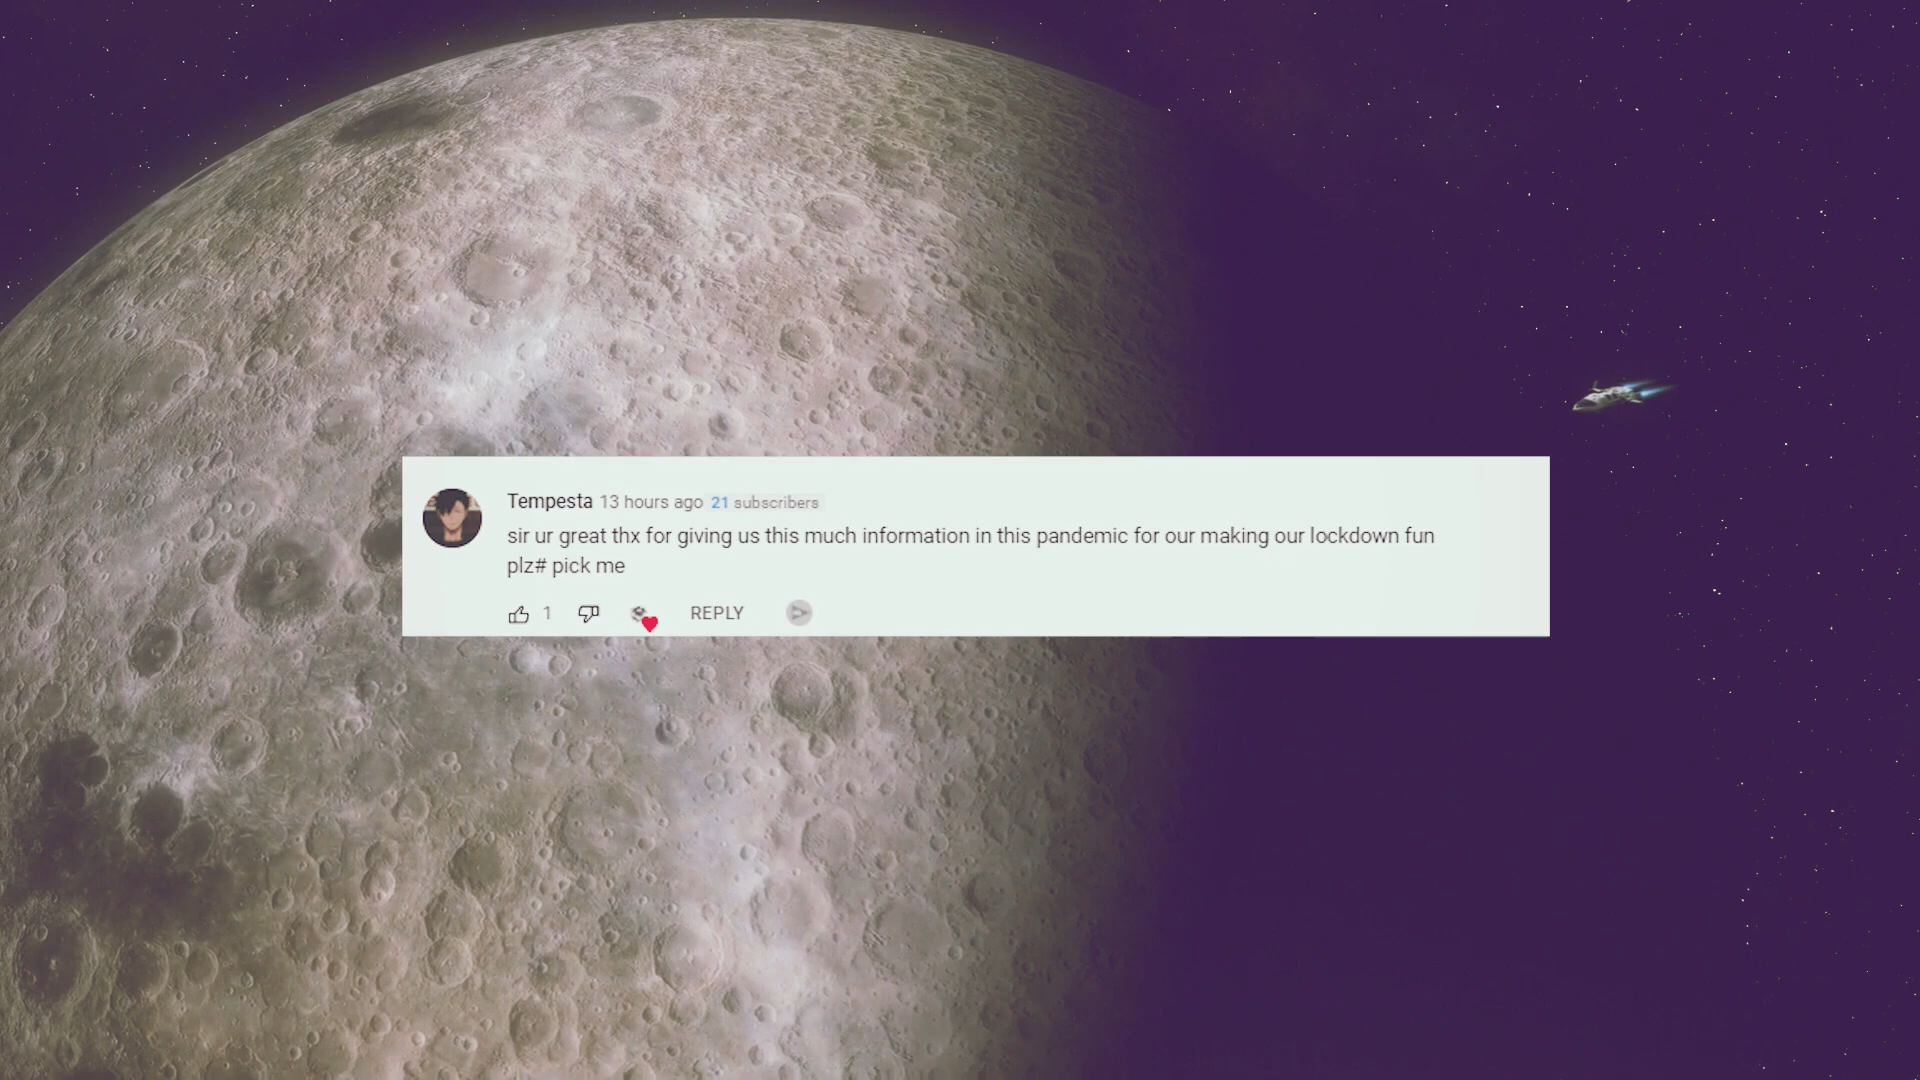 Tempesta 13 hours ago 21 subscribers
sir ur great thx for giving us this much information in this pandemic for our making our lockdown fun
plz# pick me
1 REPLY